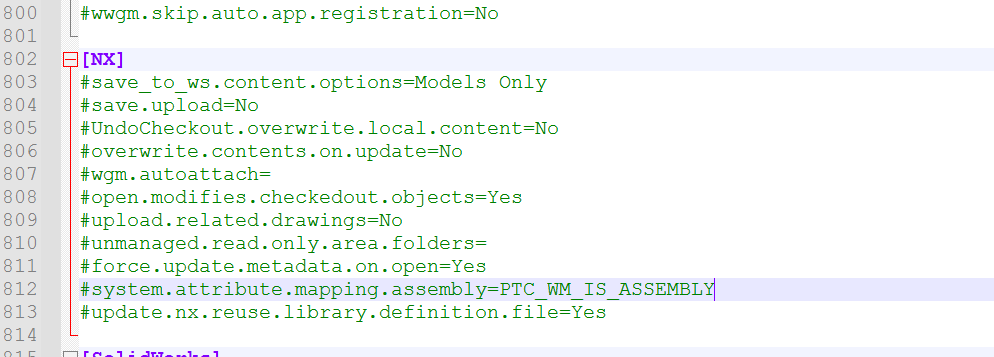 800 #wwgm.skip.auto.app.registration=No
801
802 [NX]
803 #save_to_ws.content.options=Models Only
804 #save.upload=No
805 #UndoCheckout.overwrite.local.content=No
806 #overwrite.contents.on.update=No
807 #wgm.autoattach=
808 #open.modifies.checkedout.objects=Yes
809 #upload.related.drawings=No
810 #unmanaged.read.only.area.folders=
811 #force.update.metadata.on.open=Yes
812 #system.attribute.mapping.assembly=PTC_WM_IS_ASSEMBLY
813 #update.nx.reuse.library.definition.file=Yes
814
815 [SolidWorks]